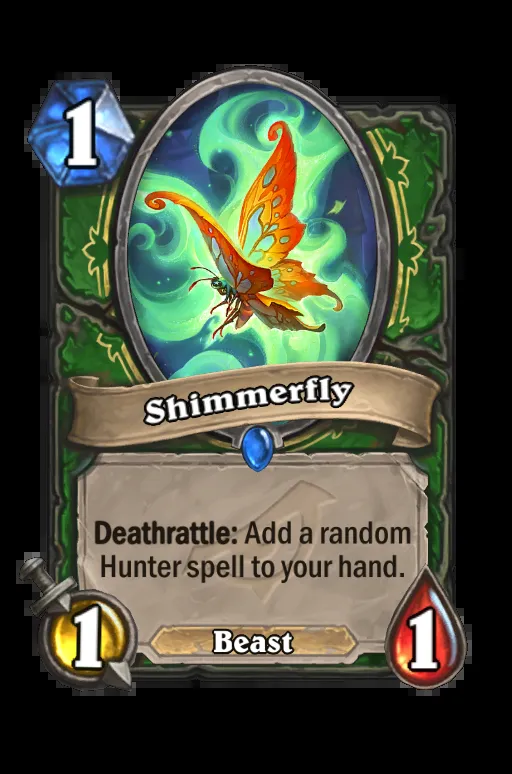 1
Shimmerfly
Deathrattle: Add a random
Hunter spell to your hand.
1
Beast
1